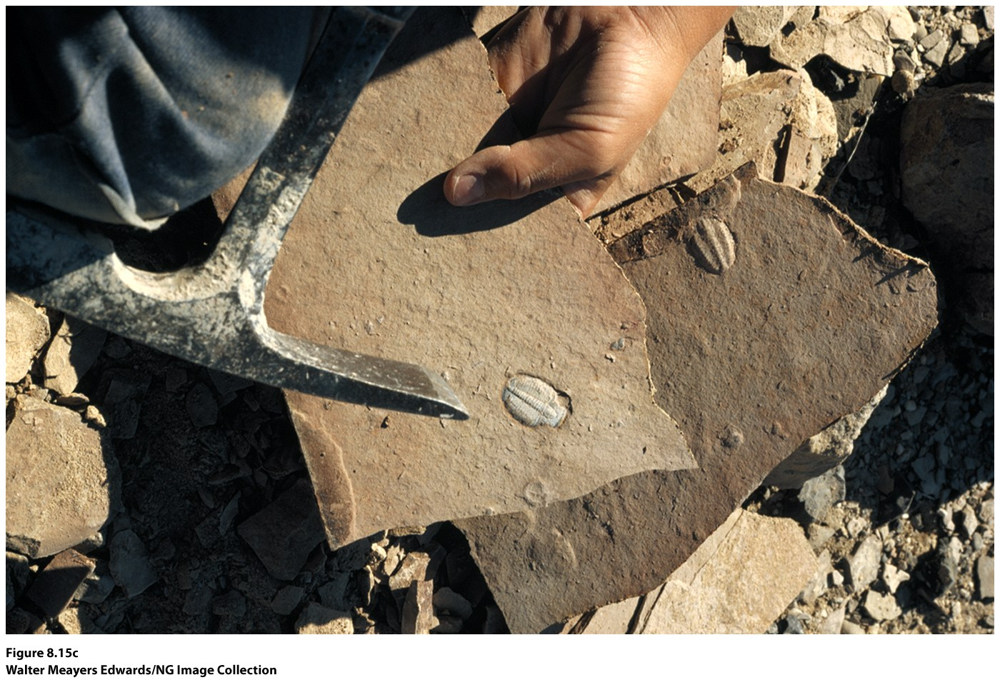 Figure 8.15c
Walter Meayers Edwards/NG Image Collection